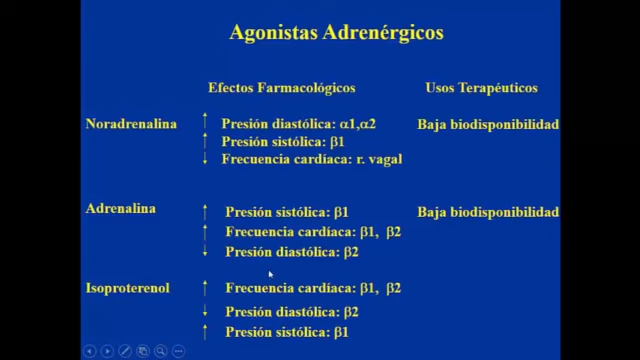 Agonistas Adrenérgicos
Efectos Farmacológicos Usos Terapéuticos
Noradrenalina ↑ Presión diastólica: α1,α2 Baja biodisponibilidad
↑ Presión sistólica: β1
↓ Frecuencia cardíaca: r. vagal
Adrenalina ↑ Presión sistólica: β1 Baja biodisponibilidad
↑ Frecuencia cardíaca: β1, β2
↓ Presión diastólica: β2
Isoproterenol ↑ Frecuencia cardíaca: β1, β2
↓ Presión diastólica: β2
↑ Presión sistólica: β1